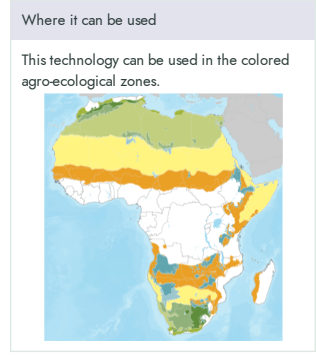 Where it can be used
This technology can be used in the colored
agro-ecological zones.